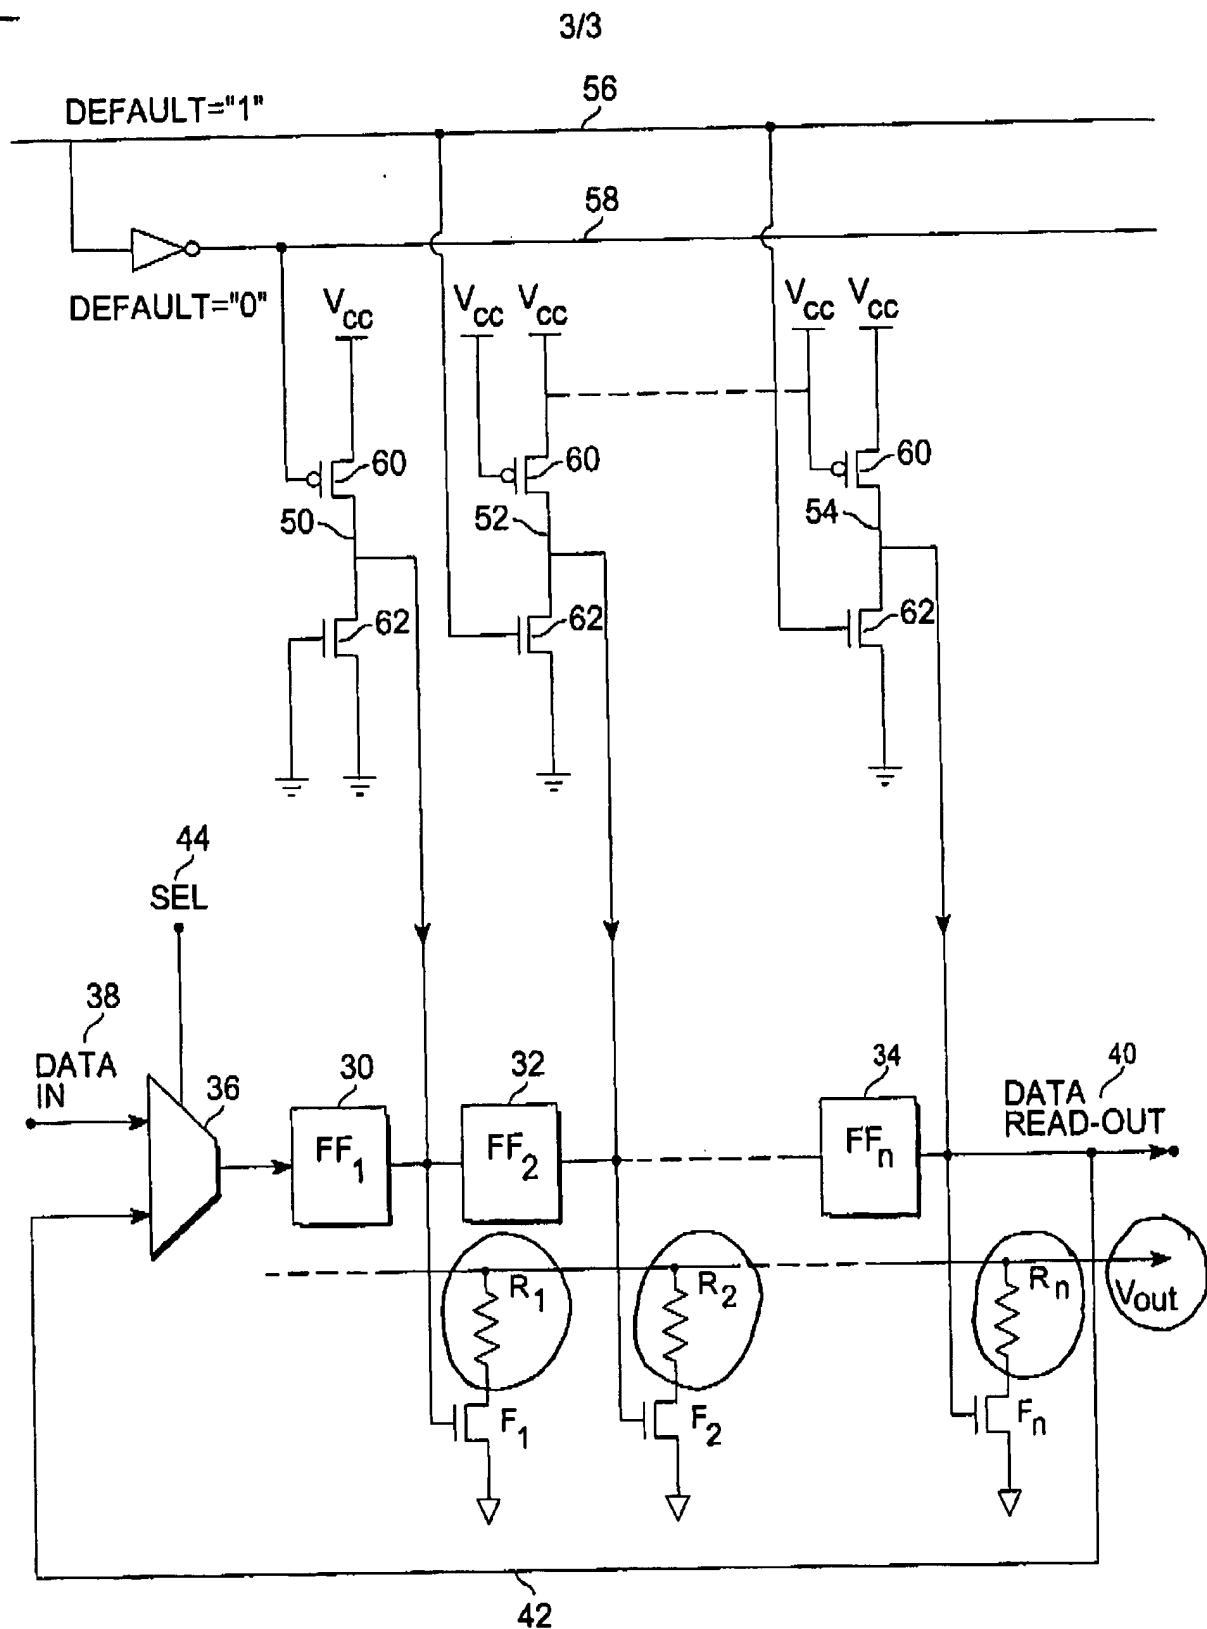 3/3
DEFAULT="1"
56
58
DEFAULT="0"
Vcc
Vcc
Vcc
Vcc
Vcc
60
60
60
50
52
54
62
62
62
44
SEL
38
DATA
IN
36
30
32
34
40
DATA
READ-OUT
FF1
FF2
FFn
R1
R2
Rn
Vout
F1
F2
Fn
42